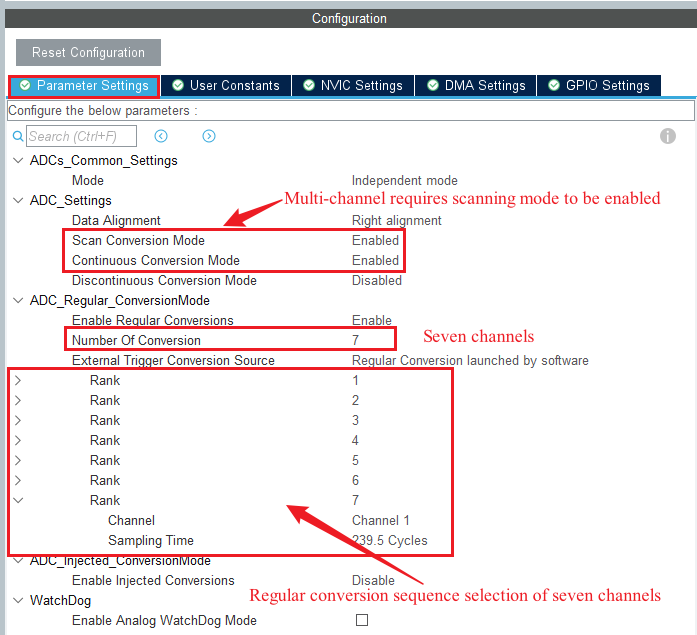 Configuration
Reset Configuration
Parameter Settings User Constants NVIC Settings DMA Settings GPIO Settings
Configure the below parameters :
Search (Ctrl+F)
ADCs_Common_Settings
Mode Independent mode
ADC_Settings
Multi-channel requires scanning mode to be enabled
Data Alignment Right alignment
Scan Conversion Mode Enabled
Continuous Conversion Mode Enabled
Discontinuous Conversion Mode Disabled
ADC_Regular_ConversionMode
Enable Regular Conversions Enable
Number Of Conversion 7 Seven channels
External Trigger Conversion Source Regular Conversion launched by software
Rank 1
Rank 2
Rank 3
Rank 4
Rank 5
Rank 6
Rank 7
Channel Channel 1
Sampling Time 239.5 Cycles
ADC_Injected_ConversionMode
Enable Injected Conversions Disable
Regular conversion sequence selection of seven channels
WatchDog
Enable Analog WatchDog Mode